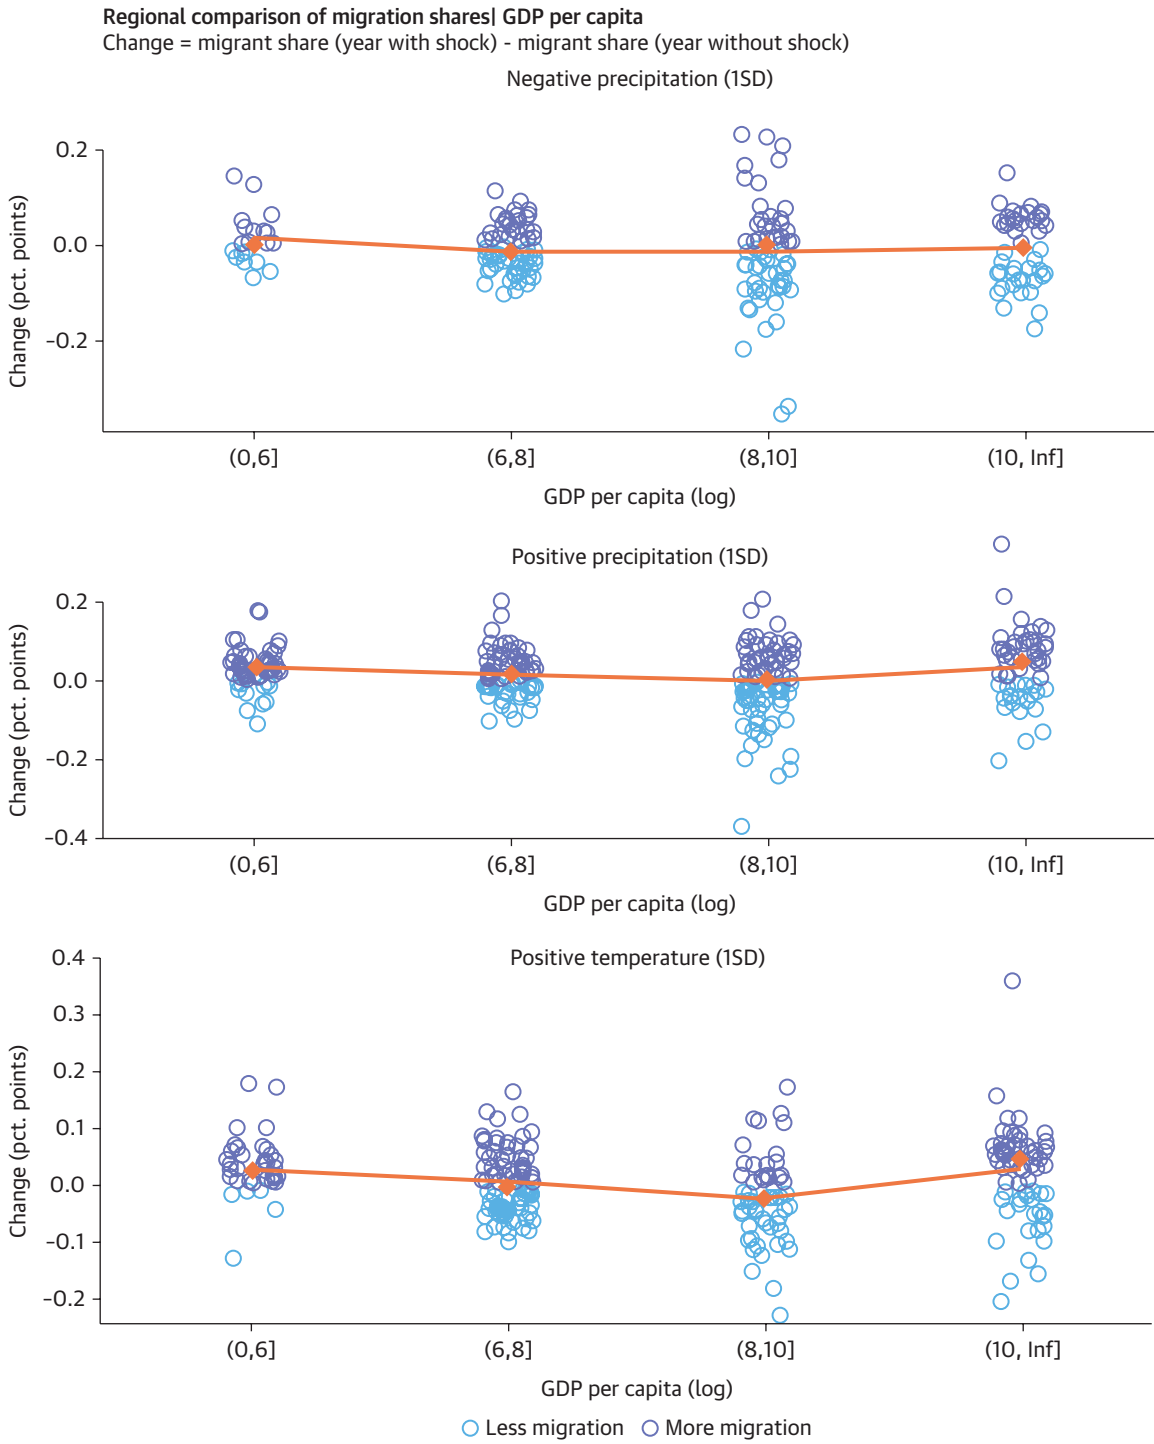 Regional comparison of migration shares| GDP per capita
Change = migrant share (year with shock) - migrant share (year without shock)
Negative precipitation (1SD)
Change (pct. points)
0.2
0.0
-0.2
(0,6]
(6,8]
(8,10]
(10, Inf]
GDP per capita (log)
Positive precipitation (1SD)
Change (pct. points)
0.2
0.0
-0.2
-0.4
(0,6]
(6,8]
(8,10]
(10, Inf]
GDP per capita (log)
Positive temperature (1SD)
Change (pct. points)
0.4
0.3
0.2
0.1
0.0
-0.1
-0.2
(0,6]
(6,8]
(8,10]
(10, Inf]
GDP per capita (log)
Less migration
More migration